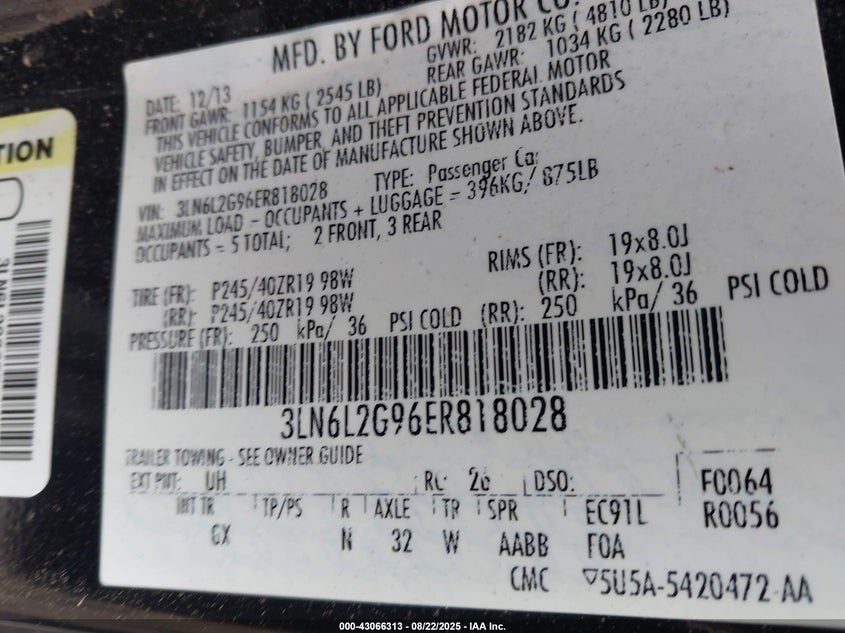 MFD. BY FORD MOTOR CO.
DATE: 12/13 GVWR: 2182 KG ( 4810 LB)
FRONT GAWR: 1154 KG ( 2545 LB) REAR GAWR: 1034 KG ( 2280 LB)
THIS VEHICLE CONFORMS TO ALL APPLICABLE FEDERAL MOTOR
VEHICLE SAFETY, BUMPER, AND THEFT PREVENTION STANDARDS
IN EFFECT ON THE DATE OF MANUFACTURE SHOWN ABOVE.
VIN: 3LN6L2G96ER818028 TYPE: Passenger Car
MAXIMUM LOAD - OCCUPANTS + LUGGAGE = 396KG/ 875LB
OCCUPANTS = 5 TOTAL; 2 FRONT, 3 REAR
TIRE (FR): P245/40ZR19 98W RIMS (FR): 19x8.0J
(RR): P245/40ZR19 98W (RR): 19x8.0J
PRESSURE (FR): 250 kPa/ 36 PSI COLD (RR): 250 kPa/ 36 PSI COLD
3LN6L2G96ER818028
TRAILER TOWING - SEE OWNER GUIDE
EXT PNT: UH RC: 26 DSO: F0064
INT TR TP/PS R AXLE TR SPR EC91L R0056
GX N 32 W AABB FOA
CMC ▽5U5A-5420472-AA
TION
000-43066313 - 08/22/2025 - IAA Inc.